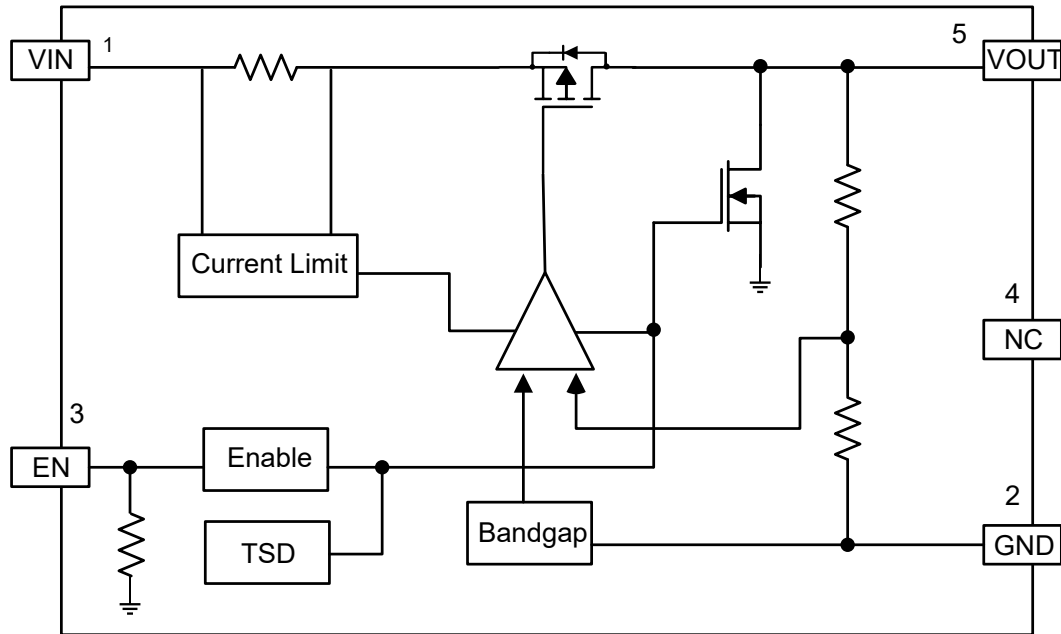 VIN
1
5
VOUT
Current Limit
4
NC
3
EN
Enable
2
TSD
Bandgap
GND